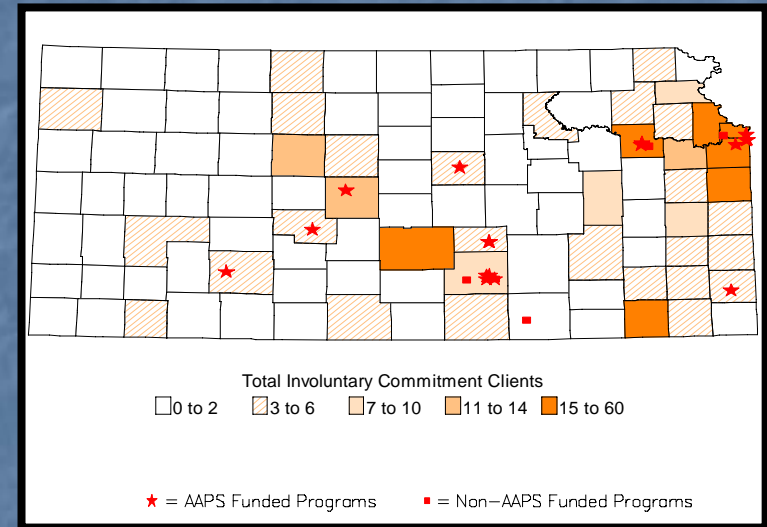 Total Involuntary Commitment Clients
0 to 2 3 to 6 7 to 10 11 to 14 15 to 60
= AAPS Funded Programs = Non-AAPS Funded Programs